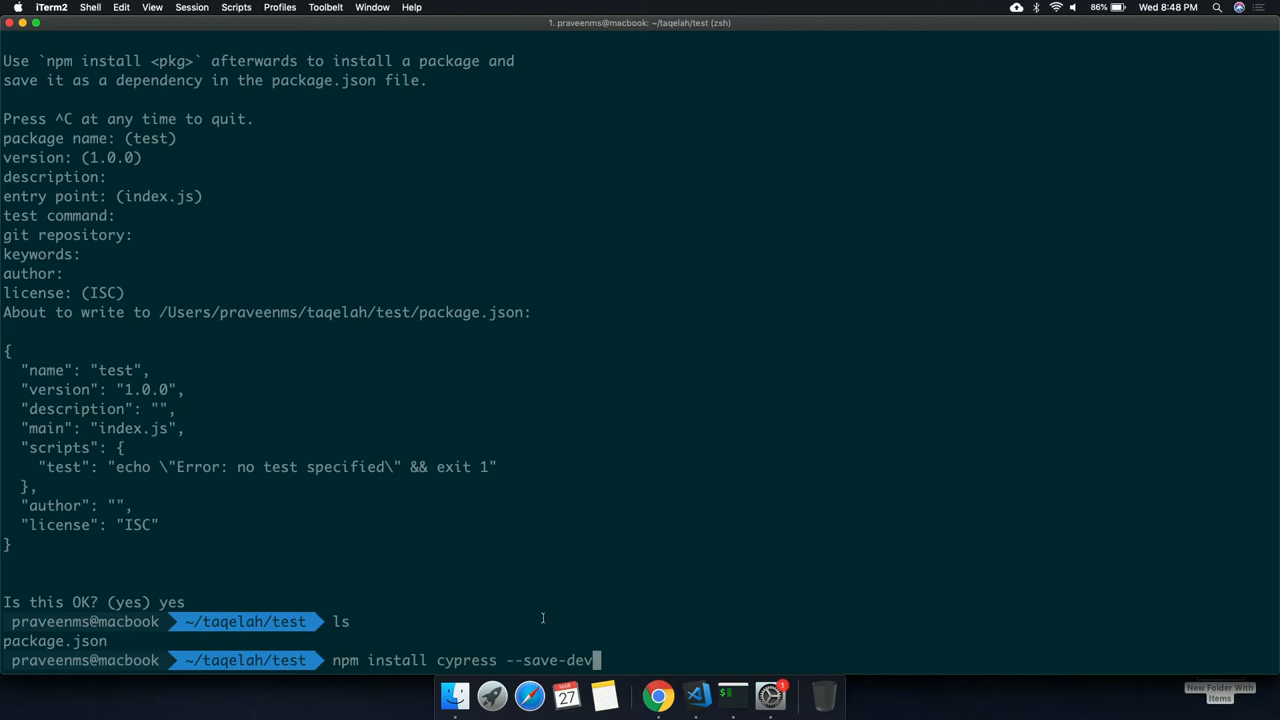 iTerm2 Shell Edit View Session Scripts Profiles Toolbelt Window Help 86% Wed 8:48 PM
1. praveenms@macbook: ~/taqelah/test (zsh)
Use `npm install <pkg>` afterwards to install a package and
save it as a dependency in the package.json file.
Press ^C at any time to quit.
package name: (test)
version: (1.0.0)
description:
entry point: (index.js)
test command:
git repository:
keywords:
author:
license: (ISC)
About to write to /Users/praveenms/taqelah/test/package.json:
{
"name": "test",
"version": "1.0.0",
"description": "",
"main": "index.js",
"scripts": {
"test": "echo \"Error: no test specified\" && exit 1"
},
"author": "",
"license": "ISC"
}
Is this OK? (yes) yes
praveenms@macbook ~/taqelah/test ls
package.json
praveenms@macbook ~/taqelah/test npm install cypress --save-dev
MAR
27
$
1
New Folder With
Items